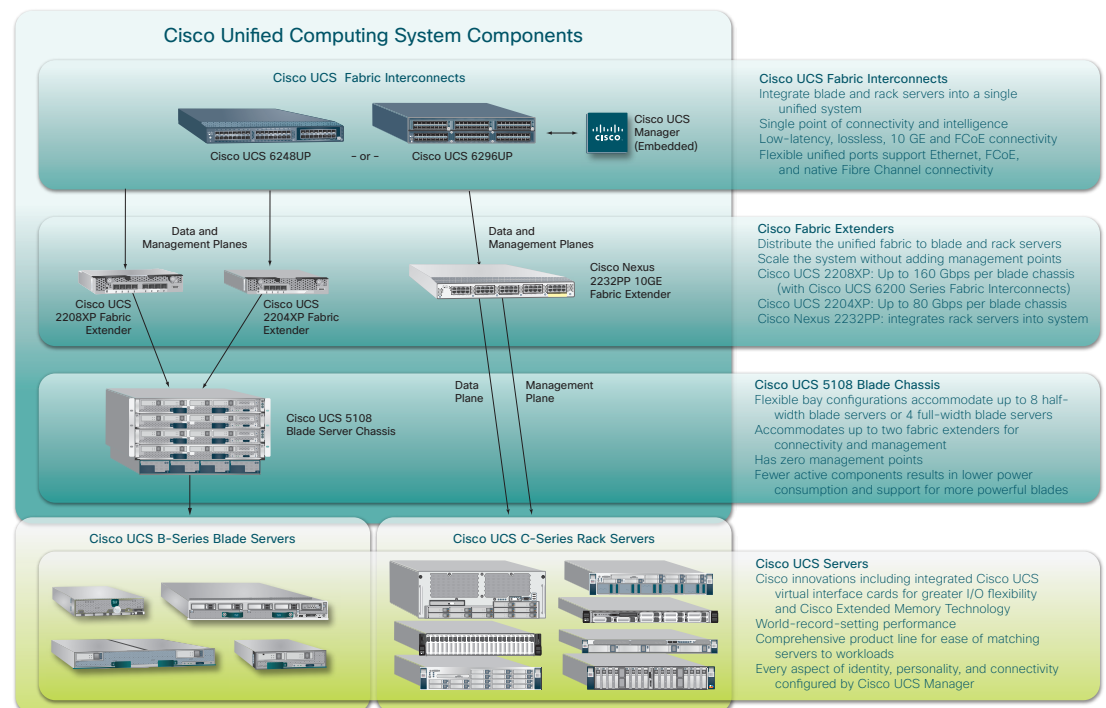 Cisco Unified Computing System Components
Cisco UCS Fabric Interconnects
Cisco UCS 6248UP
– or –
Cisco UCS 6296UP
CISCO
Cisco UCS
Manager
(Embedded)
Cisco UCS Fabric Interconnects
Integrate blade and rack servers into a single
unified system
Single point of connectivity and intelligence
Low-latency, lossless, 10 GE and FCoE connectivity
Flexible unified ports support Ethernet, FCoE,
and native Fibre Channel connectivity
Data and
Management Planes
Data and
Management Planes
Cisco UCS
2208XP Fabric
Extender
Cisco UCS
2204XP Fabric
Extender
Cisco Nexus
2232PP 10GE
Fabric Extender
Cisco Fabric Extenders
Distribute the unified fabric to blade and rack servers
Scale the system without adding management points
Cisco UCS 2208XP: Up to 160 Gbps per blade chassis
(with Cisco UCS 6200 Series Fabric Interconnects)
Cisco UCS 2204XP: Up to 80 Gbps per blade chassis
Cisco Nexus 2232PP: integrates rack servers into system
Cisco UCS 5108
Blade Server Chassis
Data
Plane
Management
Plane
Cisco UCS 5108 Blade Chassis
Flexible bay configurations accommodate up to 8 half-
width blade servers or 4 full-width blade servers
Accommodates up to two fabric extenders for
connectivity and management
Has zero management points
Fewer active components results in lower power
consumption and support for more powerful blades
Cisco UCS B-Series Blade Servers
Cisco UCS C-Series Rack Servers
Cisco UCS Servers
Cisco innovations including integrated Cisco UCS
virtual interface cards for greater I/O flexibility
and Cisco Extended Memory Technology
World-record-setting performance
Comprehensive product line for ease of matching
servers to workloads
Every aspect of identity, personality, and connectivity
configured by Cisco UCS Manager